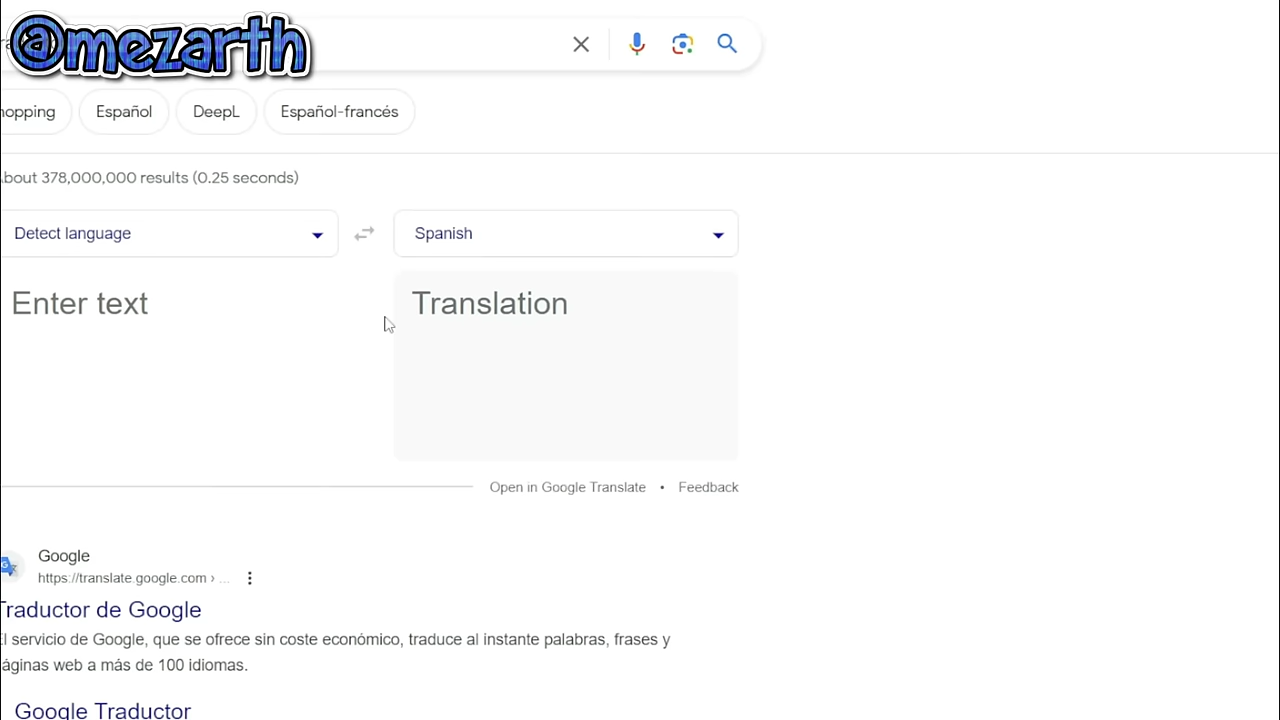 @mezarth
hopping Español DeepL Español-francés
bout 378,000,000 results (0.25 seconds)
Detect language Spanish
Enter text Translation
Open in Google Translate • Feedback
Google
https://translate.google.com › ...
Traductor de Google
El servicio de Google, que se ofrece sin coste económico, traduce al instante palabras, frases y
áginas web a más de 100 idiomas.
Google Traductor